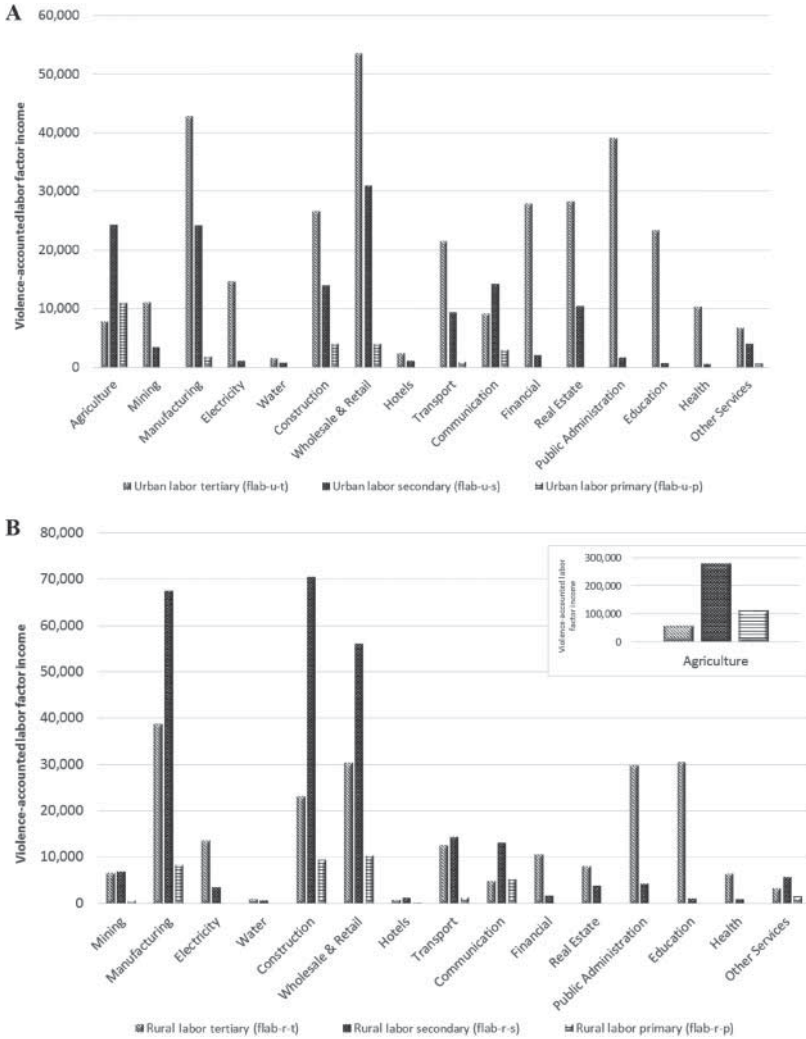 A
60,000
50,000
40,000
30,000
20,000
10,000
0
Violence-accounted labor factor income
Agriculture
Mining
Manufacturing
Electricity
Water
Construction
Wholesale & Retail
Hotels
Transport
Communication
Financial
Real Estate
Public Administration
Education
Health
Other Services
Urban labor tertiary (flab-u-t) Urban labor secondary (flab-u-s) Urban labor primary (flab-u-p)
B
80,000
70,000
60,000
50,000
40,000
30,000
20,000
10,000
0
Violence-accounted labor factor income
300,000
200,000
100,000
0
Violence-accounted labor
factor income
Agriculture
Mining
Manufacturing
Electricity
Water
Construction
Wholesale & Retail
Hotels
Transport
Communication
Financial
Real Estate
Public Administration
Education
Health
Other Services
Rural labor tertiary (flab-r-t) Rural labor secondary (flab-r-s) Rural labor primary (flab-r-p)